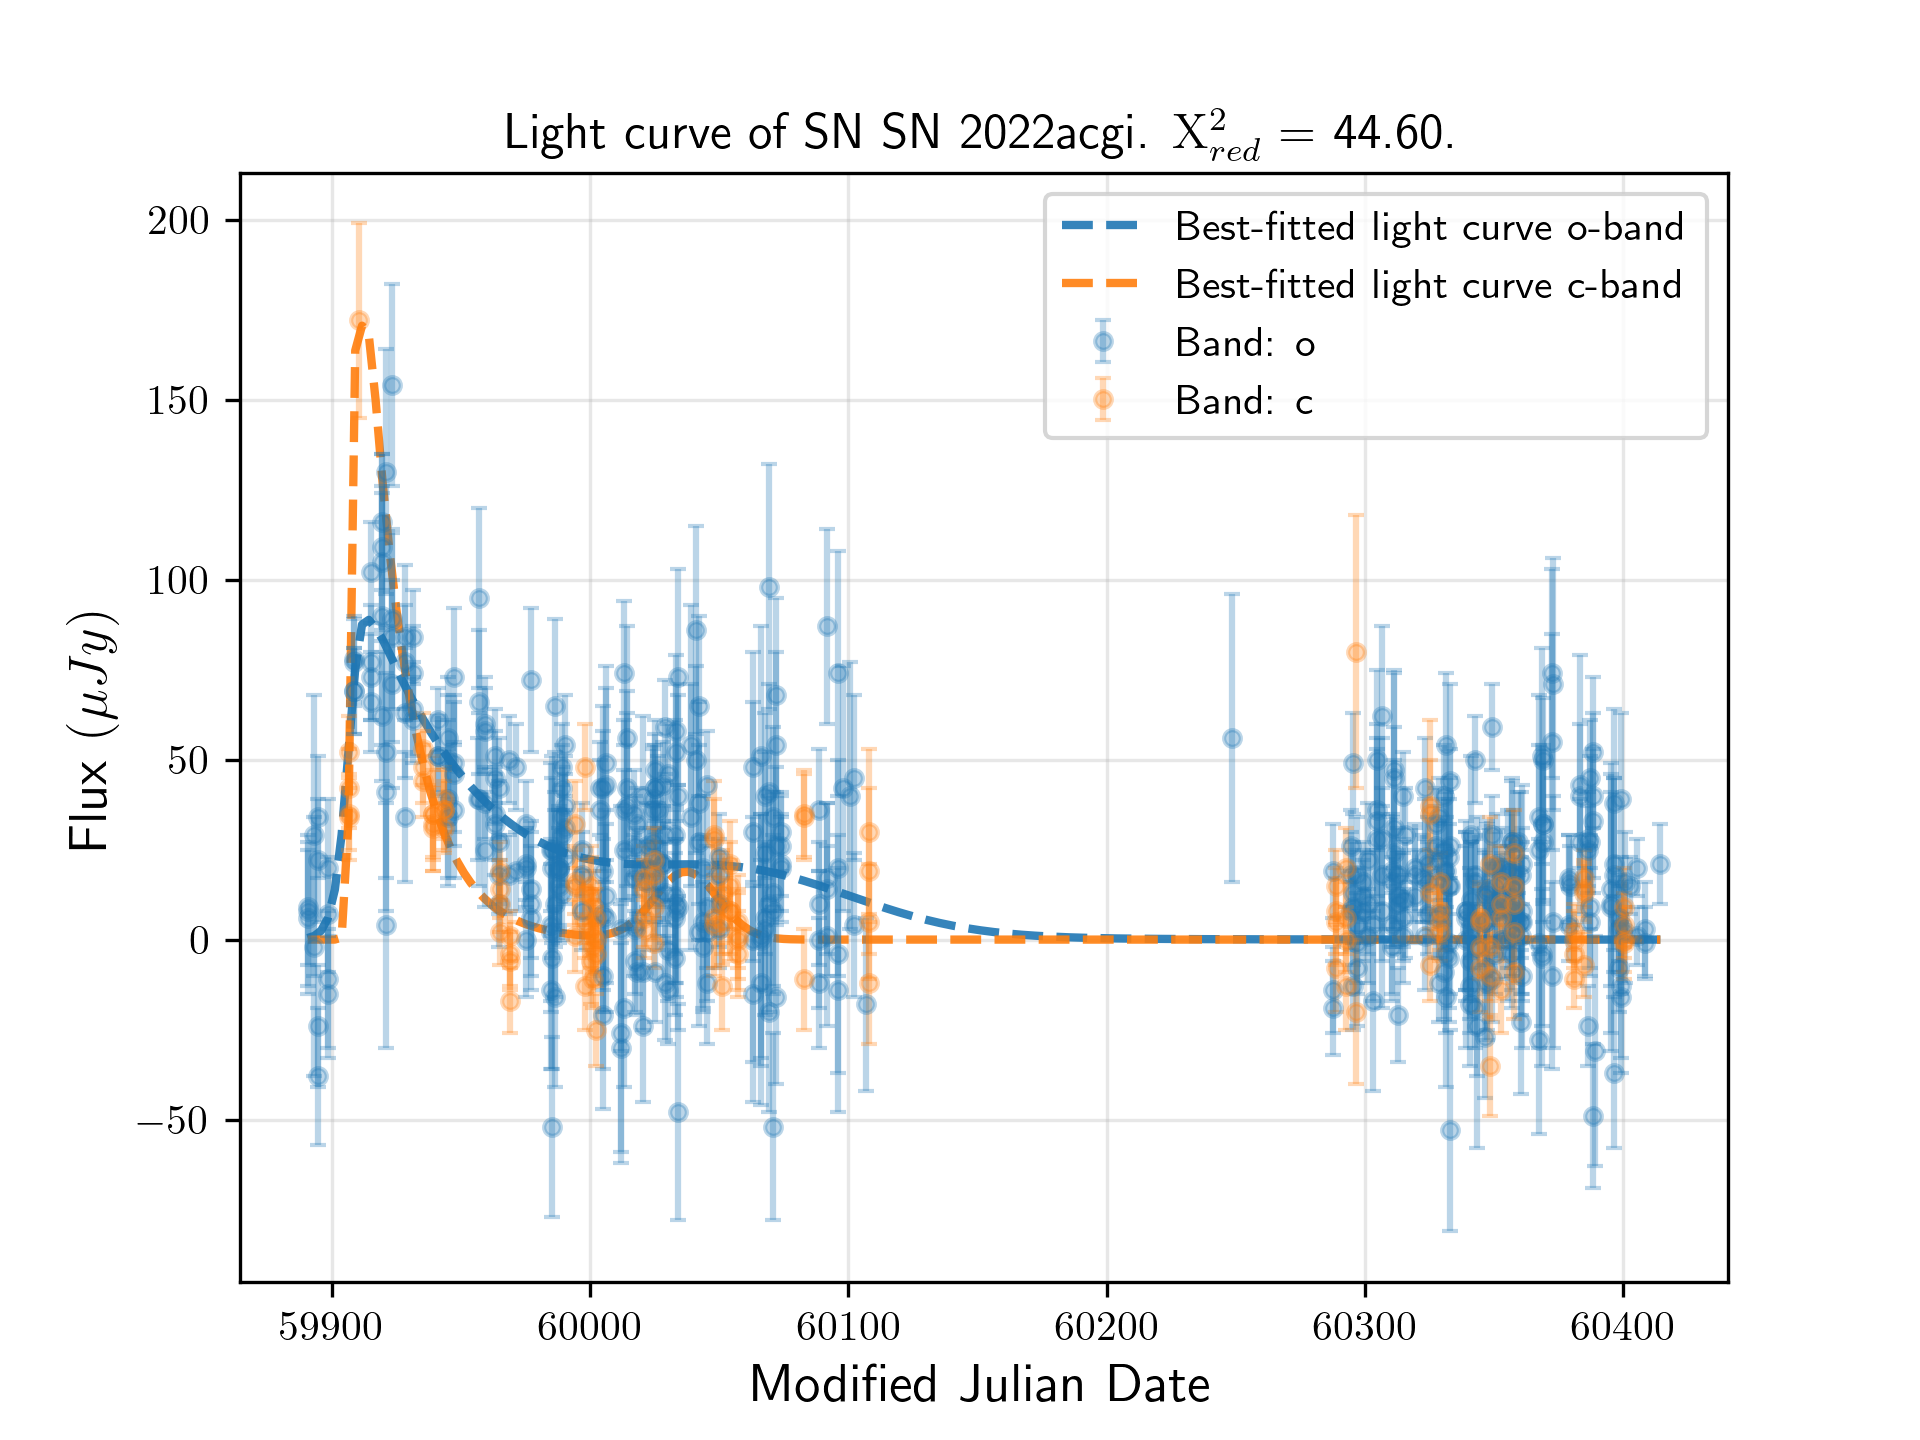 Light curve of SN SN 2022acgi. X²_red = 44.60.
Best-fitted light curve o-band
Best-fitted light curve c-band
Band: o
Band: c
200
150
100
50
0
−50
Flux (μJy)
59900 60000 60100 60200 60300 60400
Modified Julian Date